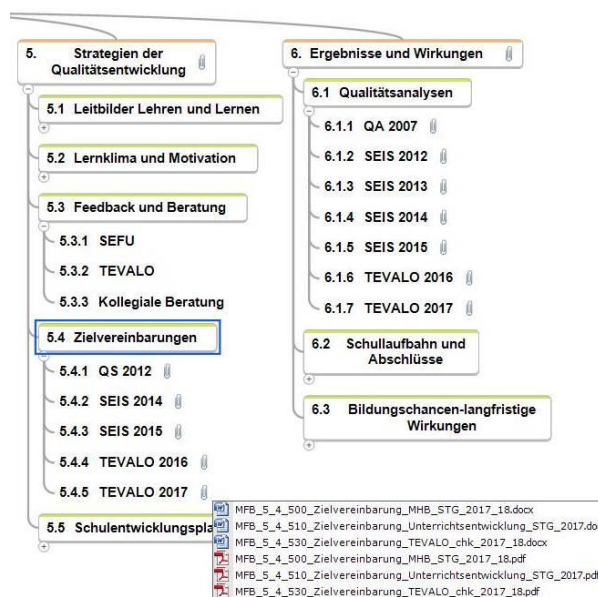 5. Strategien der
Qualitätsentwicklung
5.1 Leitbilder Lehren und Lernen
5.2 Lernklima und Motivation
5.3 Feedback und Beratung
5.3.1 SEFU
5.3.2 TEVALO
5.3.3 Kollegiale Beratung
5.4 Zielvereinbarungen
5.4.1 QS 2012
5.4.2 SEIS 2014
5.4.3 SEIS 2015
5.4.4 TEVALO 2016
5.4.5 TEVALO 2017
5.5 Schulentwicklungspla
6. Ergebnisse und Wirkungen
6.1 Qualitätsanalysen
6.1.1 QA 2007
6.1.2 SEIS 2012
6.1.3 SEIS 2013
6.1.4 SEIS 2014
6.1.5 SEIS 2015
6.1.6 TEVALO 2016
6.1.7 TEVALO 2017
6.2 Schullaufbahn und
Abschlüsse
6.3 Bildungschancen-langfristige
Wirkungen
MFB_5_4_500_Zielvereinbarung_MHB_STG_2017_18.docx
MFB_5_4_510_Zielvereinbarung_Unterrichtsentwicklung_STG_2017.do
MFB_5_4_530_Zielvereinbarung_TEVALO_chk_2017_18.docx
MFB_5_4_500_Zielvereinbarung_MHB_STG_2017_18.pdf
MFB_5_4_510_Zielvereinbarung_Unterrichtsentwicklung_STG_2017.pdf
MFB_5_4_530_Zielvereinbarung_TEVALO_chk_2017_18.pdf